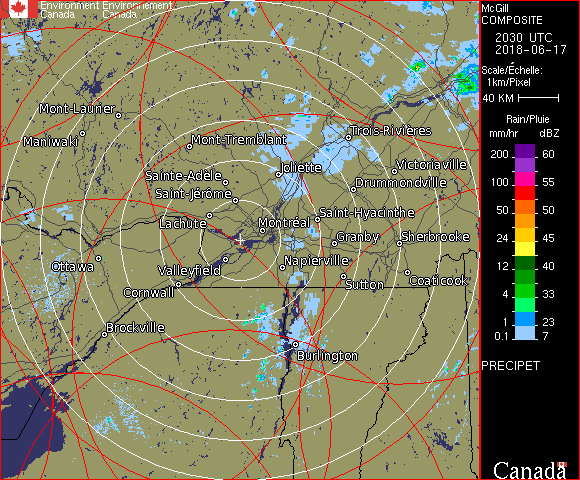 Environment Environnement
Canada Canada
McGill
COMPOSITE
2030 UTC
2018-06-17
Scale/Échelle:
1km/Pixel
40 KM
Rain/Pluie
mm/hr dBZ
200 60
100 55
50 50
24 45
12 40
4 33
1 23
0.1 7
PRECIPET
Canada
Mont-Laurier
Maniwaki
Mont-Tremblant
Trois-Rivières
Joliette
Victoriaville
Sainte-Adèle
Drummondville
Saint-Jérôme
Saint-Hyacinthe
Lachute
Montréal
Granby
Sherbrooke
Ottawa
Valleyfield
Napierville
Cornwall
Sutton
Coaticook
Brockville
Burlington